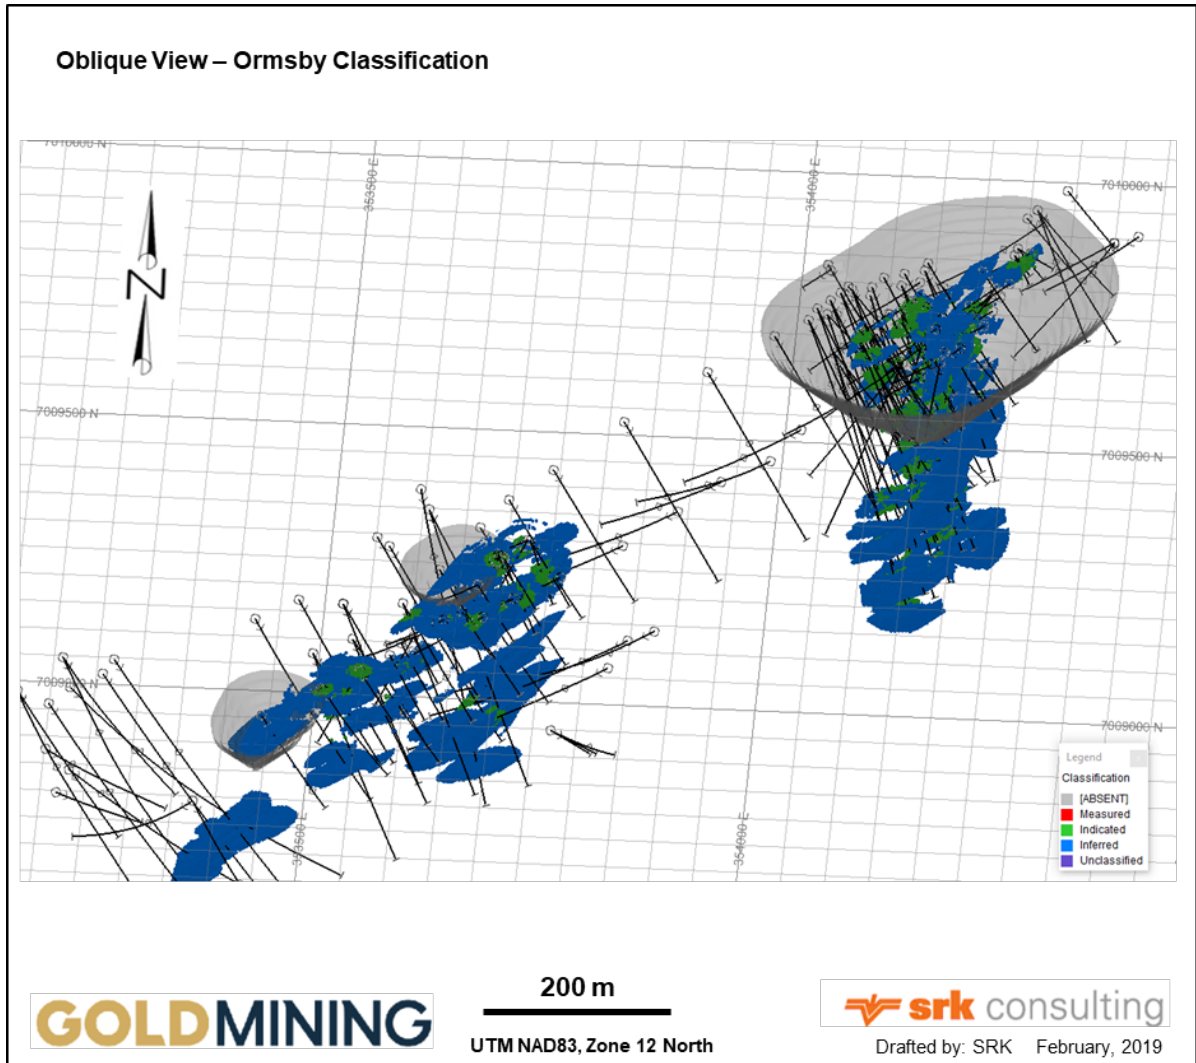 Oblique View – Ormsby Classification
7010000 N
353500 E
354000 E
7010000 N
N
7009500 N
7009500 N
7009000 N
7009000 N
353500 E
354000 E
Legend
Classification
[ABSENT]
Measured
Indicated
Inferred
Unclassified
GOLDMINING
200 m
UTM NAD83, Zone 12 North
srk consulting
Drafted by: SRK February, 2019